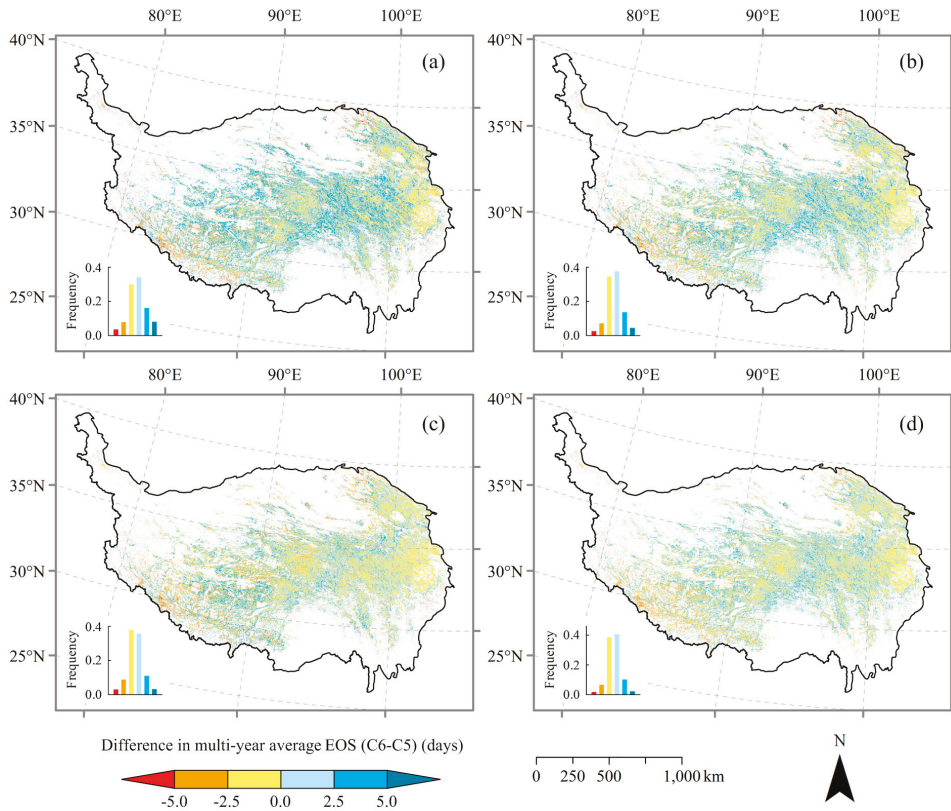 80°E 90°E 100°E 80°E 90°E 100°E
40°N 40°N
(a) (b)
35°N 35°N
30°N 30°N
25°N 25°N
Frequency 0.4 0.2 0.0
Frequency 0.4 0.2 0.0
80°E 90°E 100°E 80°E 90°E 100°E
40°N 40°N
(c) (d)
35°N 35°N
30°N 30°N
25°N 25°N
Frequency 0.4 0.2 0.0
Frequency 0.4 0.2 0.0
Difference in multi-year average EOS (C6-C5) (days)
-5.0 -2.5 0.0 2.5 5.0
0 250 500 1,000 km
N